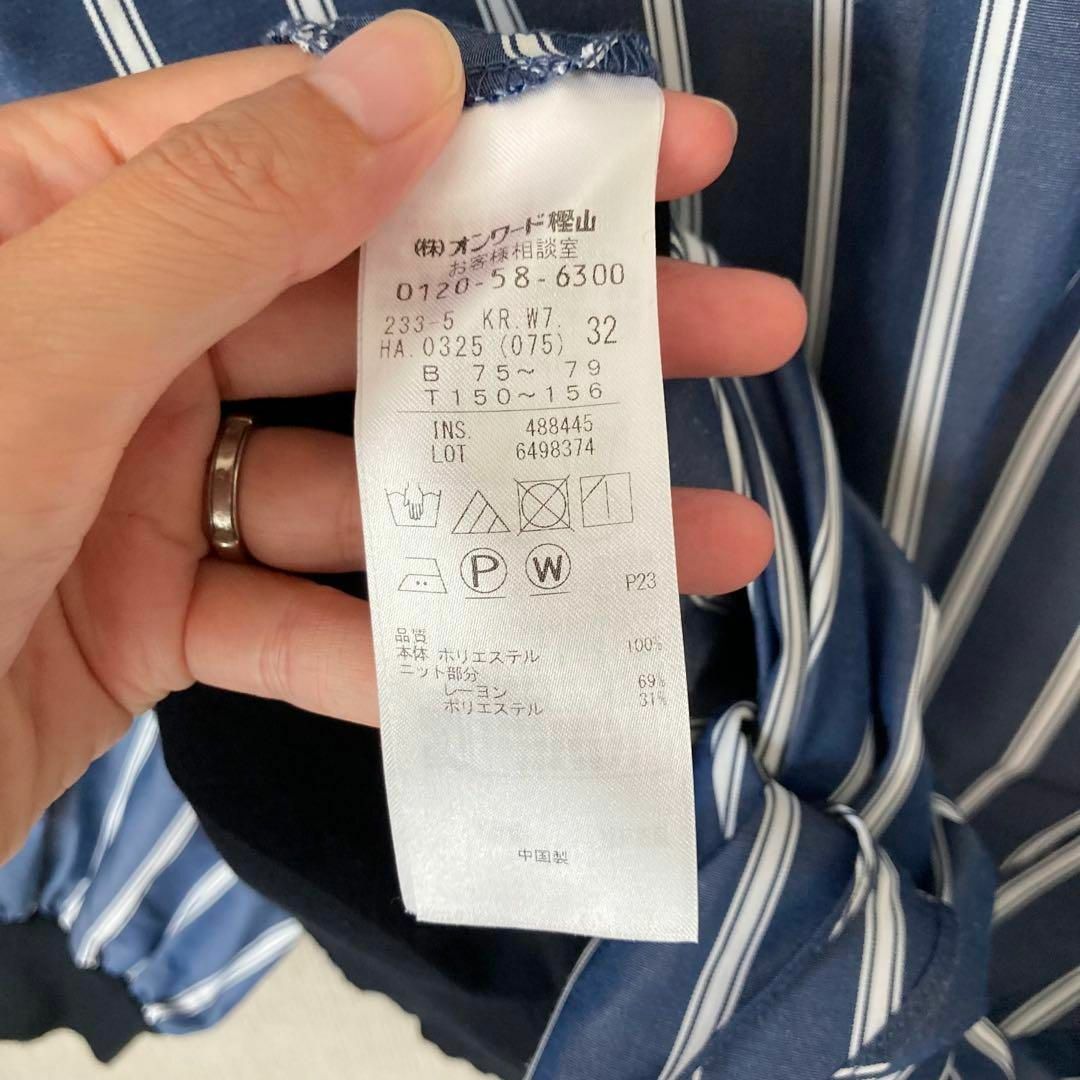 (株)オンワード樫山
お客様相談室
0120-58-6300
233-5 KR.W7. 32
HA.0325 (075)
B 75～ 79
T150～156
INS. 488445
LOT 6498374
P W P23
品質
本体 ポリエステル 100%
ニット部分
レーヨン 69%
ポリエステル 31%
中国製